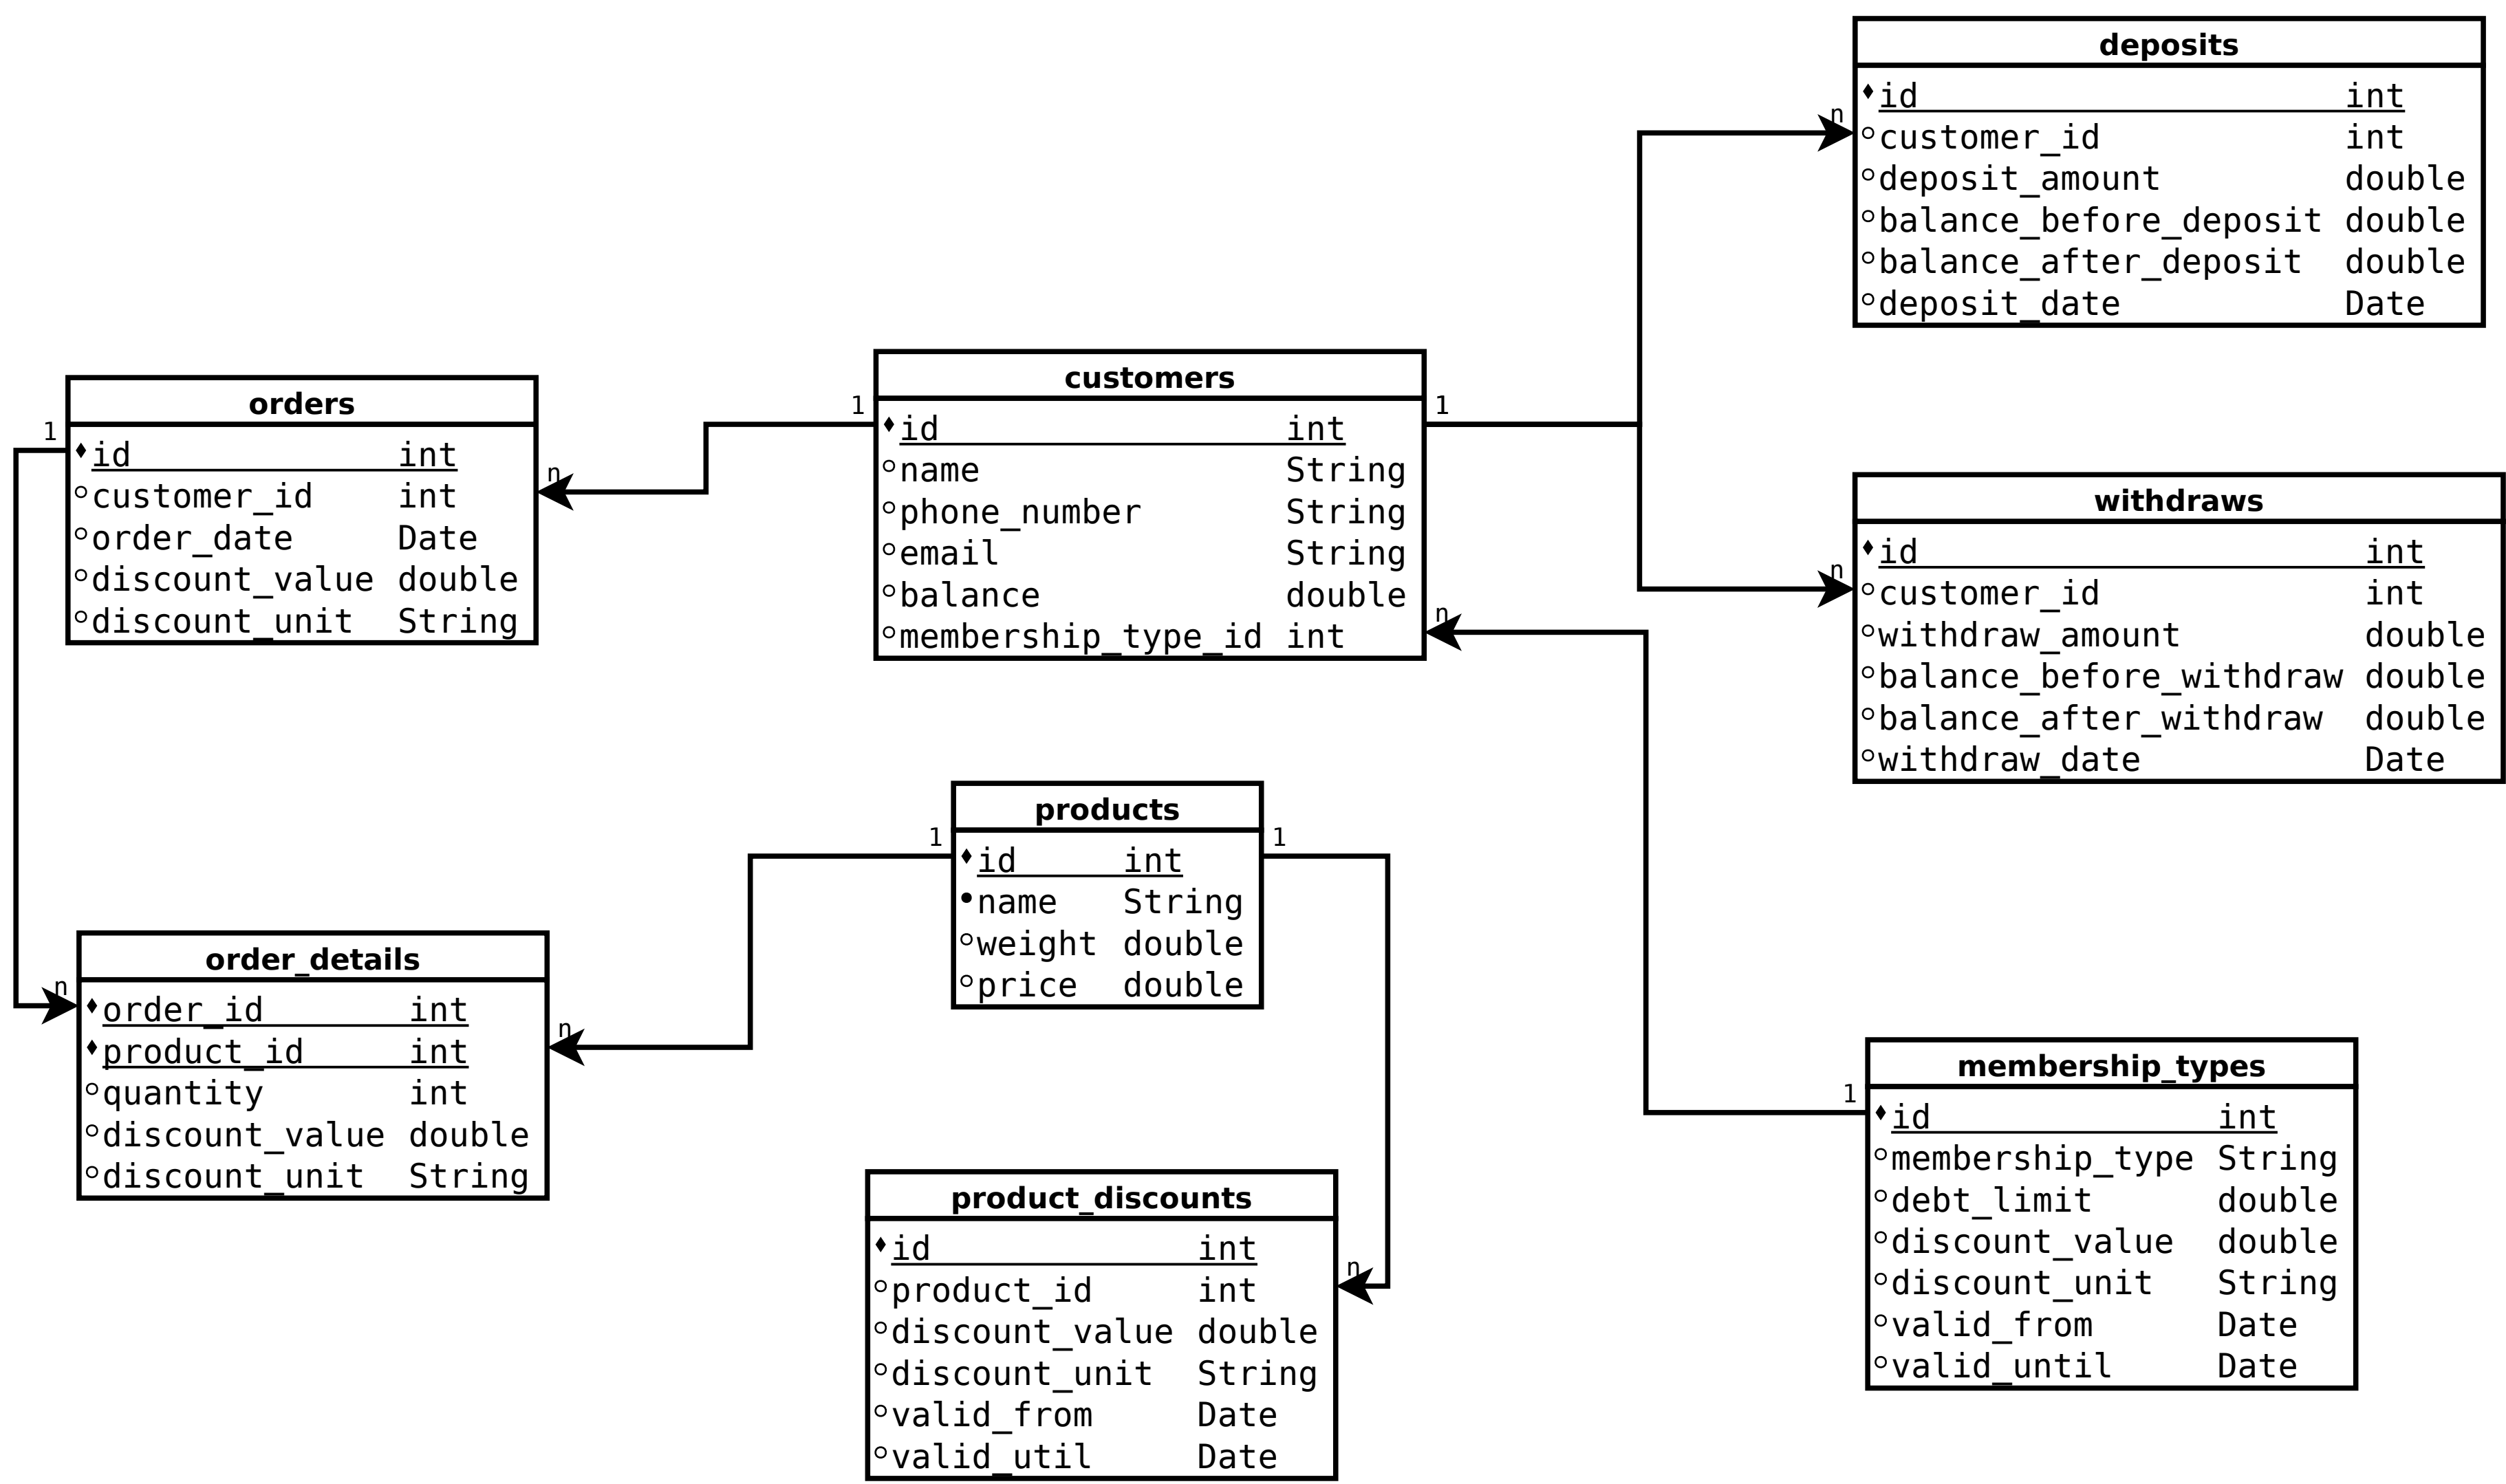 deposits
id int
customer_id int
deposit_amount double
balance_before_deposit double
balance_after_deposit double
deposit_date Date
n
customers
id int
name String
phone_number String
email String
balance double
membership_type_id int
1
1
n
orders
id int
customer_id int
order_date Date
discount_value double
discount_unit String
1
n
withdraws
id int
customer_id int
withdraw_amount double
balance_before_withdraw double
balance_after_withdraw double
withdraw_date Date
n
products
id int
name String
weight double
price double
1
1
order_details
order_id int
product_id int
quantity int
discount_value double
discount_unit String
n
n
membership_types
id int
membership_type String
debt_limit double
discount_value double
discount_unit String
valid_from Date
valid_until Date
1
product_discounts
id int
product_id int
discount_value double
discount_unit String
valid_from Date
valid_util Date
n